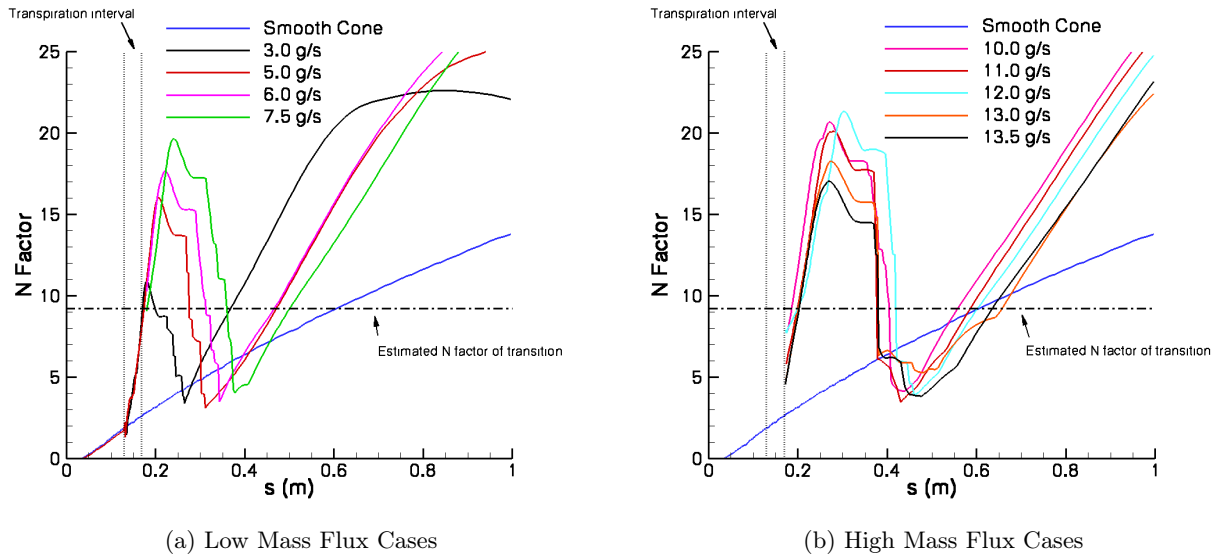 Transpiration interval
Smooth Cone
3.0 g/s
5.0 g/s
6.0 g/s
7.5 g/s
25
20
15
10
5
0
N Factor
Estimated N factor of transition
0
0.2
0.4
0.6
0.8
1
s (m)
(a) Low Mass Flux Cases
Transpiration interval
Smooth Cone
10.0 g/s
11.0 g/s
12.0 g/s
13.0 g/s
13.5 g/s
25
20
15
10
5
0
N Factor
Estimated N factor of transition
0
0.2
0.4
0.6
0.8
1
s (m)
(b) High Mass Flux Cases